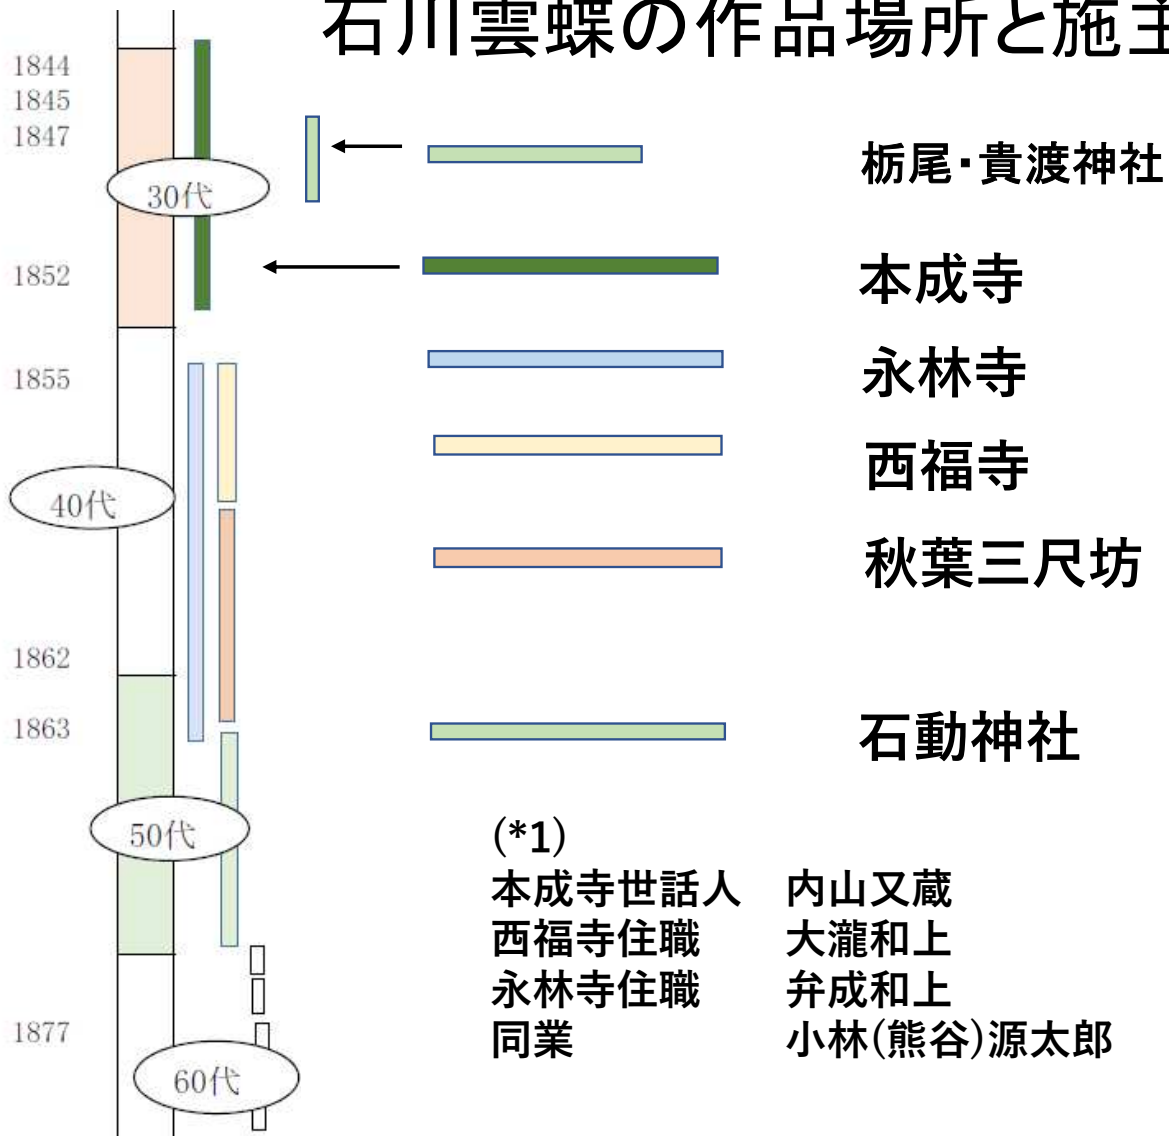 石川雲蝶の作品場所と施主
1844
1845
1847
30代
栃尾・貴渡神社
1852
本成寺
永林寺
1855
西福寺
40代
秋葉三尺坊
1862
1863
石動神社
50代
(*1)
本成寺世話人 内山又蔵
西福寺住職 大瀧和上
永林寺住職 弁成和上
同業 小林(熊谷)源太郎
1877
60代